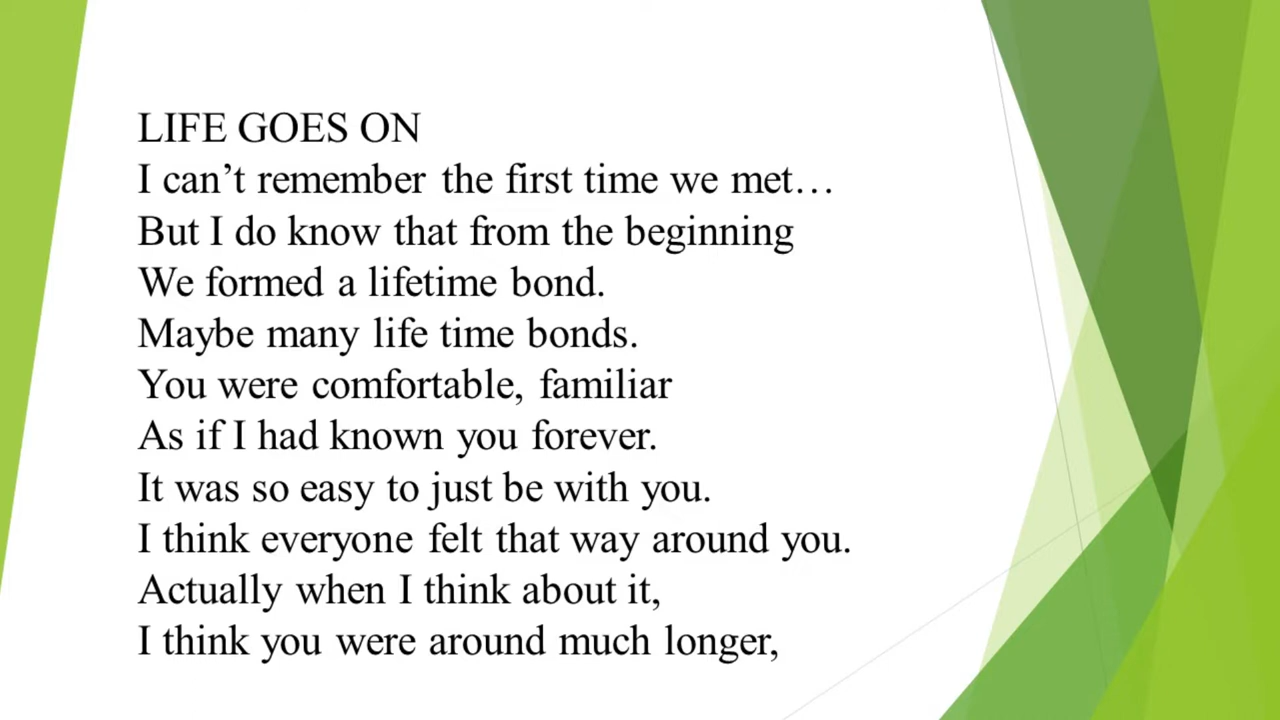 LIFE GOES ON
I can’t remember the first time we met…
But I do know that from the beginning
We formed a lifetime bond.
Maybe many life time bonds.
You were comfortable, familiar
As if I had known you forever.
It was so easy to just be with you.
I think everyone felt that way around you.
Actually when I think about it,
I think you were around much longer,